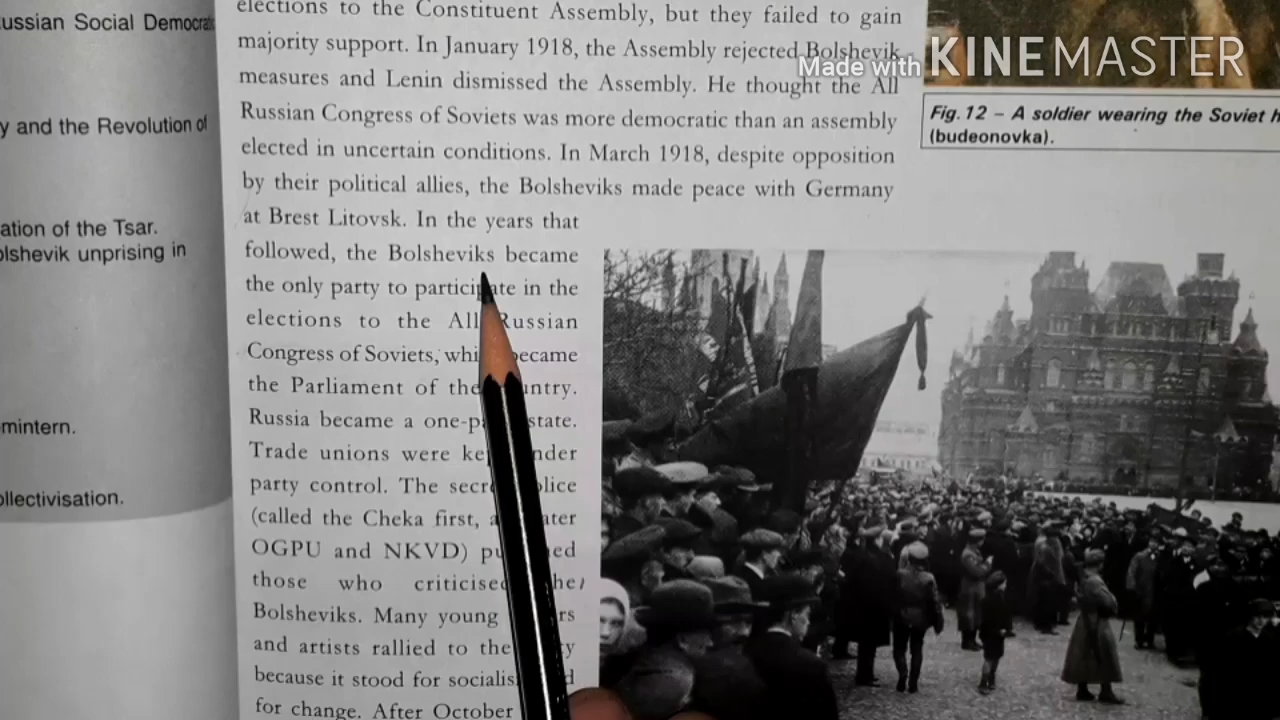 ussian Social Democratic
y and the Revolution of
ation of the Tsar.
olshevik unprising in
mintern.
ollectivisation.
elections to the Constituent Assembly, but they failed to gain
majority support. In January 1918, the Assembly rejected Bolshevik
measures and Lenin dismissed the Assembly. He thought the All
Russian Congress of Soviets was more democratic than an assembly
elected in uncertain conditions. In March 1918, despite opposition
by their political allies, the Bolsheviks made peace with Germany
at Brest Litovsk. In the years that
followed, the Bolsheviks became
the only party to participate in the
elections to the All Russian
Congress of Soviets, whi became
the Parliament of the untry.
Russia became a one-p state.
Trade unions were ke nder
party control. The secr lice
(called the Cheka first, a ater
OGPU and NKVD) pu ed
those who criticised he
Bolsheviks. Many young rs
and artists rallied to the y
because it stood for socialis d
for change. After October
Made with KINEMASTER
Fig. 12 – A soldier wearing the Soviet h
(budeonovka).